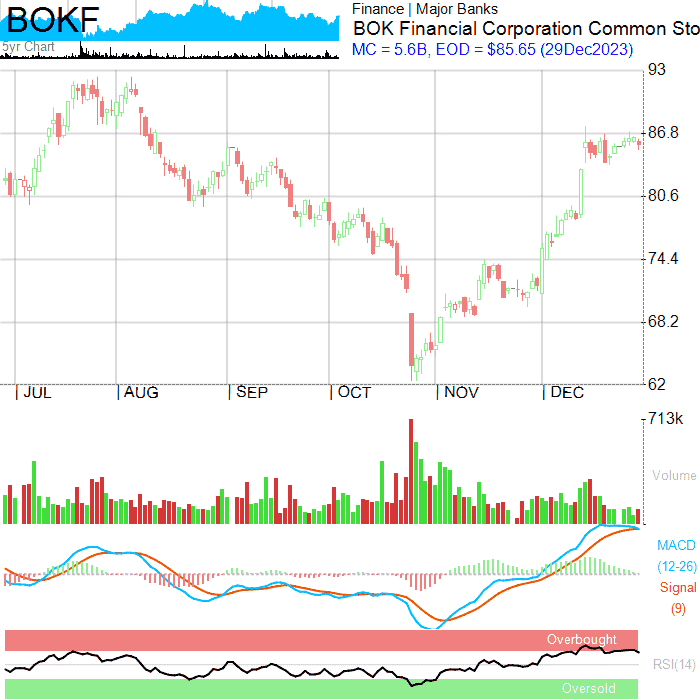 BOKF
5yr Chart
Finance | Major Banks
BOK Financial Corporation Common Sto
MC = 5.6B, EOD = $85.65 (29Dec2023)
93
86.8
80.6
74.4
68.2
62
JUL AUG SEP OCT NOV DEC
713k
Volume
MACD
(12-26)
Signal
(9)
Overbought
RSI(14)
Oversold